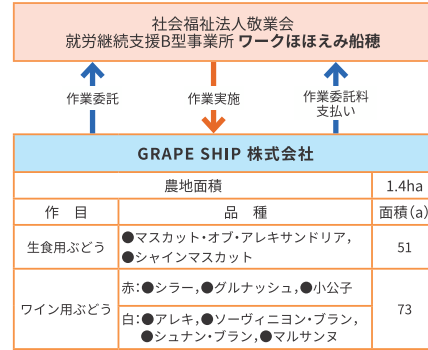 社会福祉法人敬業会
就労継続支援B型事業所 ワークほほえみ船穂
作業委託
作業実施
作業委託料
支払い
GRAPE SHIP 株式会社
農地面積 1.4ha
作 目 品 種 面積(a)
生食用ぶどう ●マスカット・オブ・アレキサンドリア, ●シャインマスカット 51
ワイン用ぶどう 赤:●シラー,●グルナッシュ,●小公子 73
白:●アレキ,●ソーヴィニヨン・ブラン,
●シュナン・ブラン,●マルサンヌ